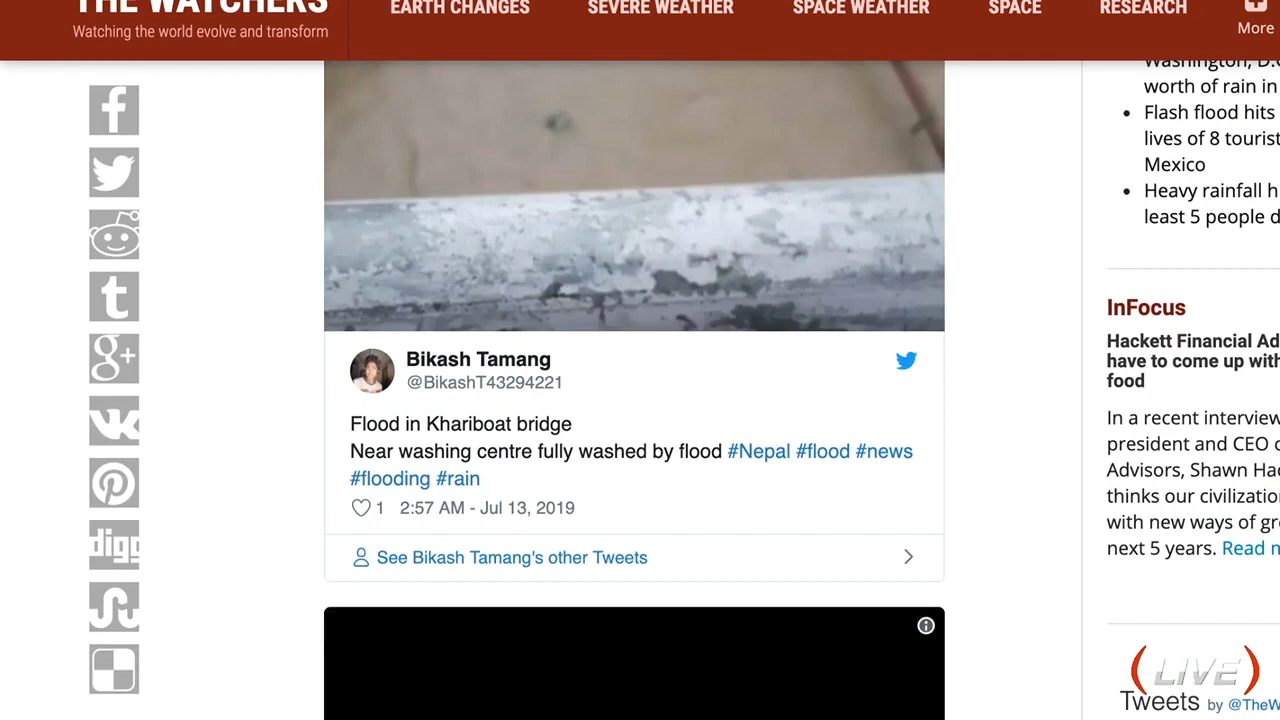 THE WATCHERS
Watching the world evolve and transform
EARTH CHANGES
SEVERE WEATHER
SPACE WEATHER
SPACE
RESEARCH
More
Bikash Tamang
@BikashT43294221
Flood in Khariboat bridge
Near washing centre fully washed by flood #Nepal #flood #news
#flooding #rain
1 2:57 AM - Jul 13, 2019
See Bikash Tamang's other Tweets
Washington, D.C
worth of rain in
Flash flood hits
lives of 8 tourist
Mexico
Heavy rainfall h
least 5 people d
InFocus
Hackett Financial Ad
have to come up with
food
In a recent interview
president and CEO o
Advisors, Shawn Hac
thinks our civilization
with new ways of gr
next 5 years. Read m
(LIVE)
Tweets by @TheW
digg